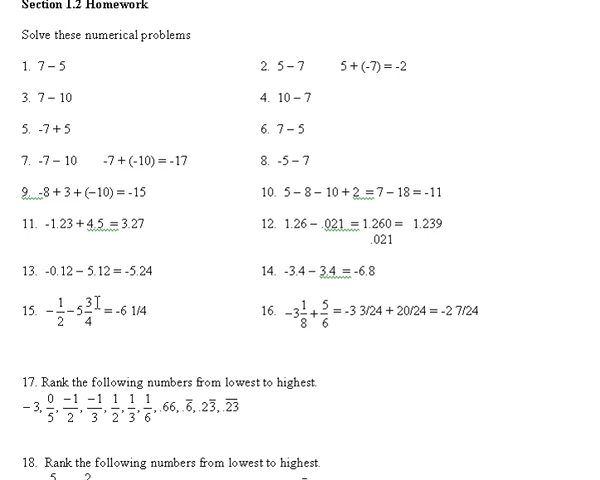 Section 1.2 Homework
Solve these numerical problems
1. 7 – 5
2. 5 – 7 5 + (-7) = -2
3. 7 – 10
4. 10 – 7
5. -7 + 5
6. 7 – 5
7. -7 – 10 -7 + (-10) = -17
8. -5 – 7
9. -8 + 3 + (–10) = -15
10. 5 – 8 – 10 + 2 = 7 – 18 = -11
11. -1.23 + 4.5 = 3.27
12. 1.26 – .021 = 1.260 = 1.239
.021
13. -0.12 – 5.12 = -5.24
14. -3.4 – 3.4 = -6.8
15. –1/2 – 5 3/4 = -6 1/4
16. –3 1/8 + 5/6 = -3 3/24 + 20/24 = -2 7/24
17. Rank the following numbers from lowest to highest.
– 3, 0/5, –1/2, –1/3, 1/2, 1/3, 1/6, .66, .6̅, .23̅, .2̅3̅
18. Rank the following numbers from lowest to highest.